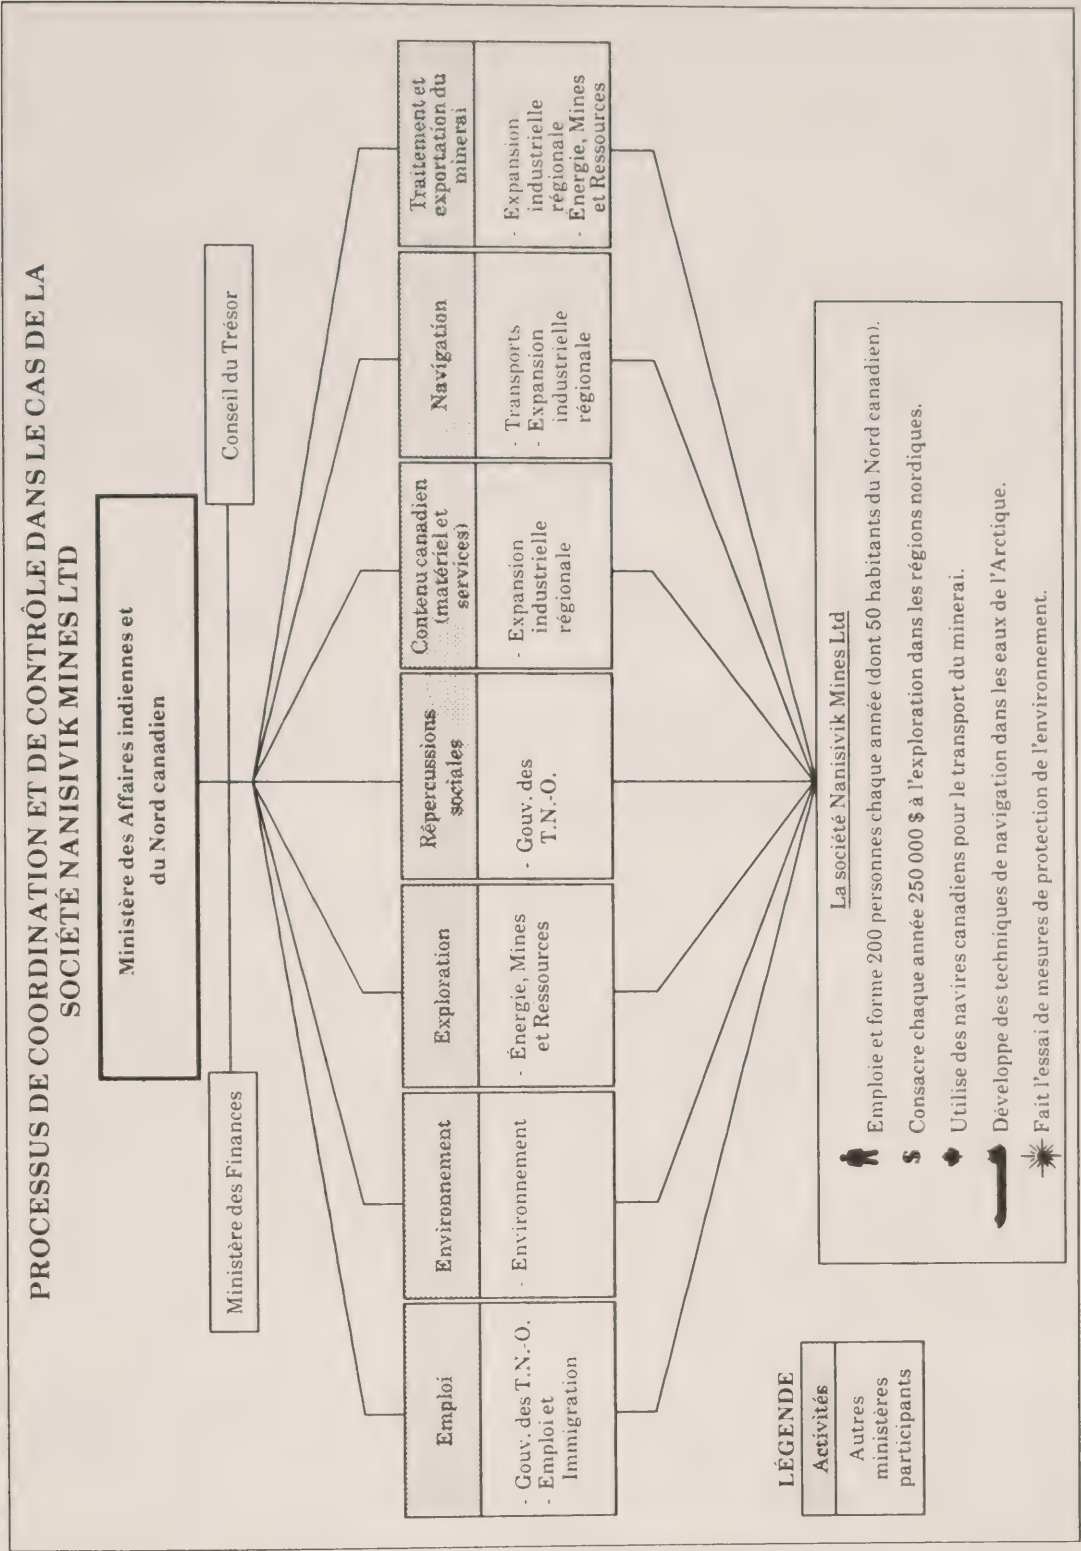 PROCESSUS DE COORDINATION ET DE CONTRÔLE DANS LE CAS DE LA
SOCIÉTÉ NANISIVIK MINES LTD
Ministère des Affaires indiennes et
du Nord canadien
Ministère des Finances
Conseil du Trésor
Emploi
- Gouv. des T.N.-O.
- Emploi et
Immigration
Environnement
- Environnement
Exploration
- Énergie, Mines
et Ressources
Répercussions
sociales
- Gouv. des
T.N.-O.
Contenu canadien
(matériel et
services)
- Expansion
industrielle
régionale
Navigation
- Transports
- Expansion
industrielle
régionale
Traitement et
exportation du
minerai
- Expansion
industrielle
régionale
- Énergie, Mines
et Ressources
LÉGENDE
Activités
Autres
ministères
participants
La société Nanisivik Mines Ltd
Emploie et forme 200 personnes chaque année (dont 50 habitants du Nord canadien).
$ Consacre chaque année 250 000 $ à l'exploration dans les régions nordiques.
Utilise des navires canadiens pour le transport du minerai.
Développe des techniques de navigation dans les eaux de l'Arctique.
Fait l'essai de mesures de protection de l'environnement.